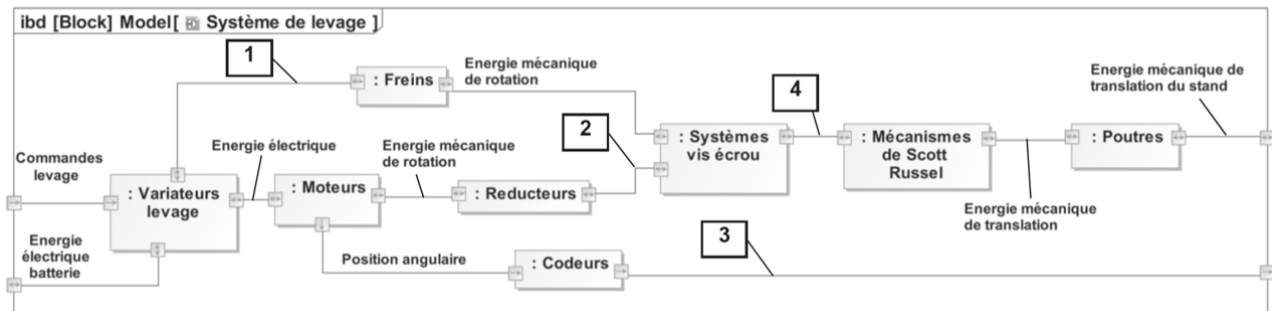 ibd [Block] Model[ Système de levage ]
1
: Freins
Energie mécanique
de rotation
Energie mécanique de
translation du stand
4
2
: Systèmes
vis écrou
: Mécanismes
de Scott
Russel
: Poutres
Energie électrique
Energie mécanique
de rotation
Commandes
levage
: Variateurs
levage
: Moteurs
: Reducteurs
Energie mécanique
de translation
3
Energie
électrique
batterie
Position angulaire
: Codeurs